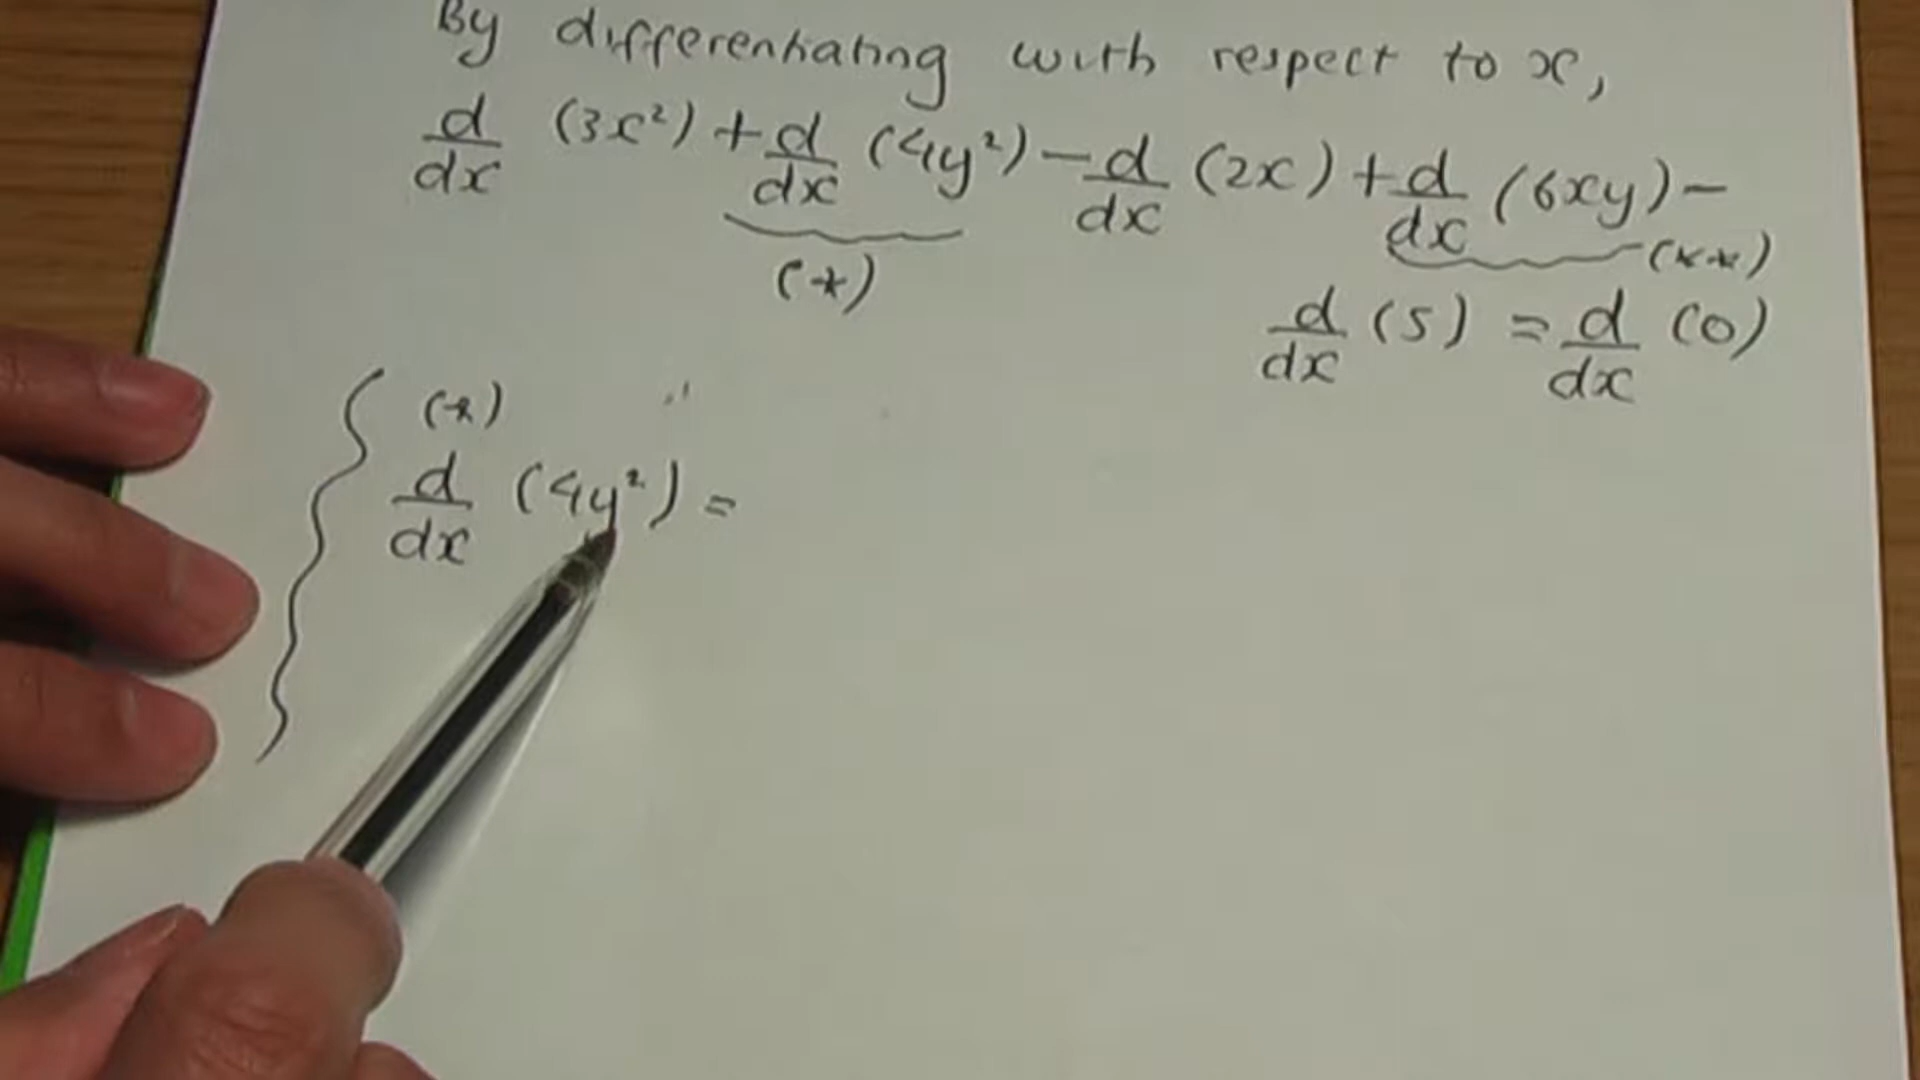 By differentiating with respect to x,
d/dx (3x²) + d/dx (4y²) − d/dx (2x) + d/dx (6xy) −
(*) (**)
d/dx (5) = d/dx (0)
(*)
d/dx (4y²) =